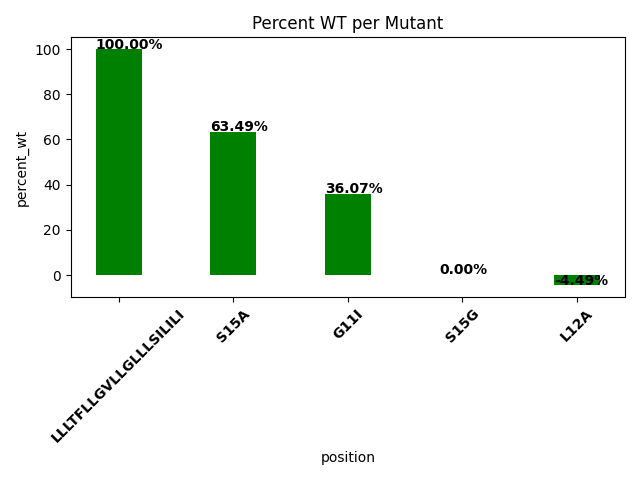 Percent WT per Mutant
percent_wt
100
80
60
40
20
0
100.00%
63.49%
36.07%
0.00%
-4.49%
LLLTFLLGVLLGLLLSILILI
S15A
G11I
S15G
L12A
position